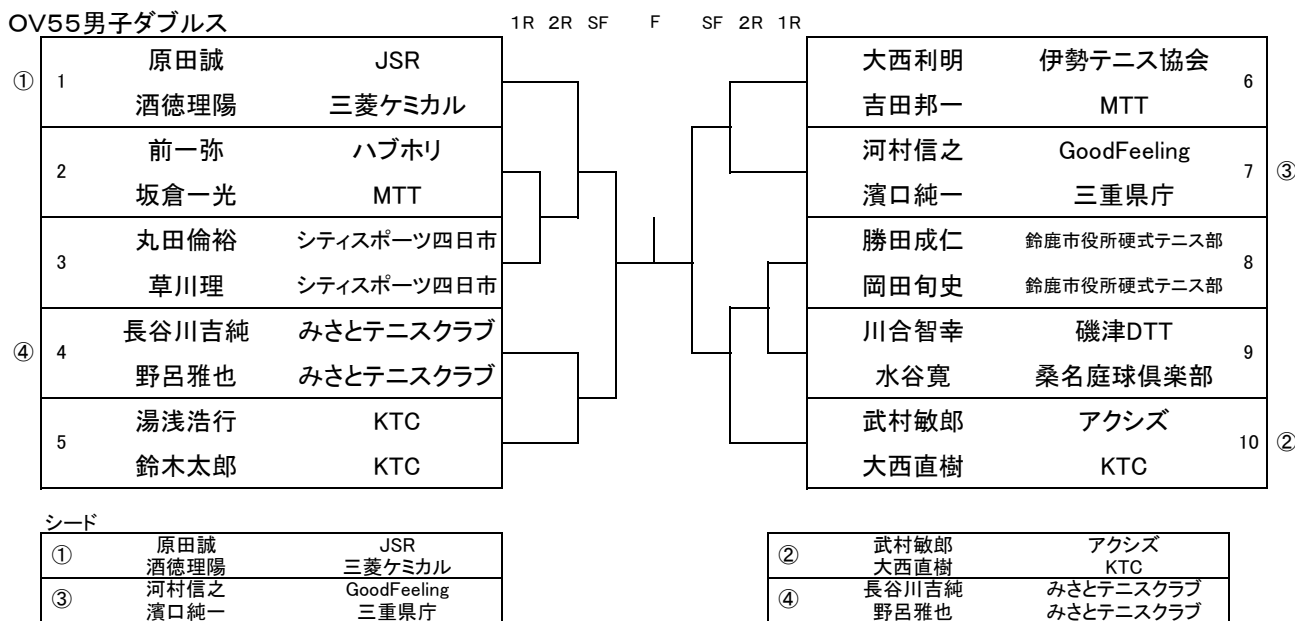 OV55男子ダブルス 1R 2R SF F SF 2R 1R
① 1 原田誠 JSR
酒徳理陽 三菱ケミカル
2 前一弥 ハブホリ
坂倉一光 MTT
3 丸田倫裕 シティスポーツ四日市
草川理 シティスポーツ四日市
④ 4 長谷川吉純 みさとテニスクラブ
野呂雅也 みさとテニスクラブ
5 湯浅浩行 KTC
鈴木太郎 KTC
大西利明 伊勢テニス協会 6
吉田邦一 MTT
河村信之 GoodFeeling 7 ③
濱口純一 三重県庁
勝田成仁 鈴鹿市役所硬式テニス部 8
岡田旬史 鈴鹿市役所硬式テニス部
川合智幸 磯津DTT 9
水谷寛 桑名庭球倶楽部
武村敏郎 アクシズ 10 ②
大西直樹 KTC
シード
① 原田誠 JSR
酒徳理陽 三菱ケミカル
③ 河村信之 GoodFeeling
濱口純一 三重県庁
② 武村敏郎 アクシズ
大西直樹 KTC
④ 長谷川吉純 みさとテニスクラブ
野呂雅也 みさとテニスクラブ